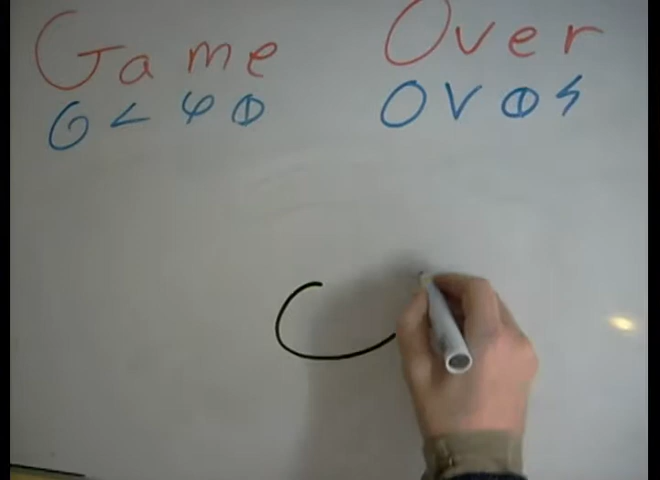 Game Over
G < φ ⏀ O V ⏀ ϟ